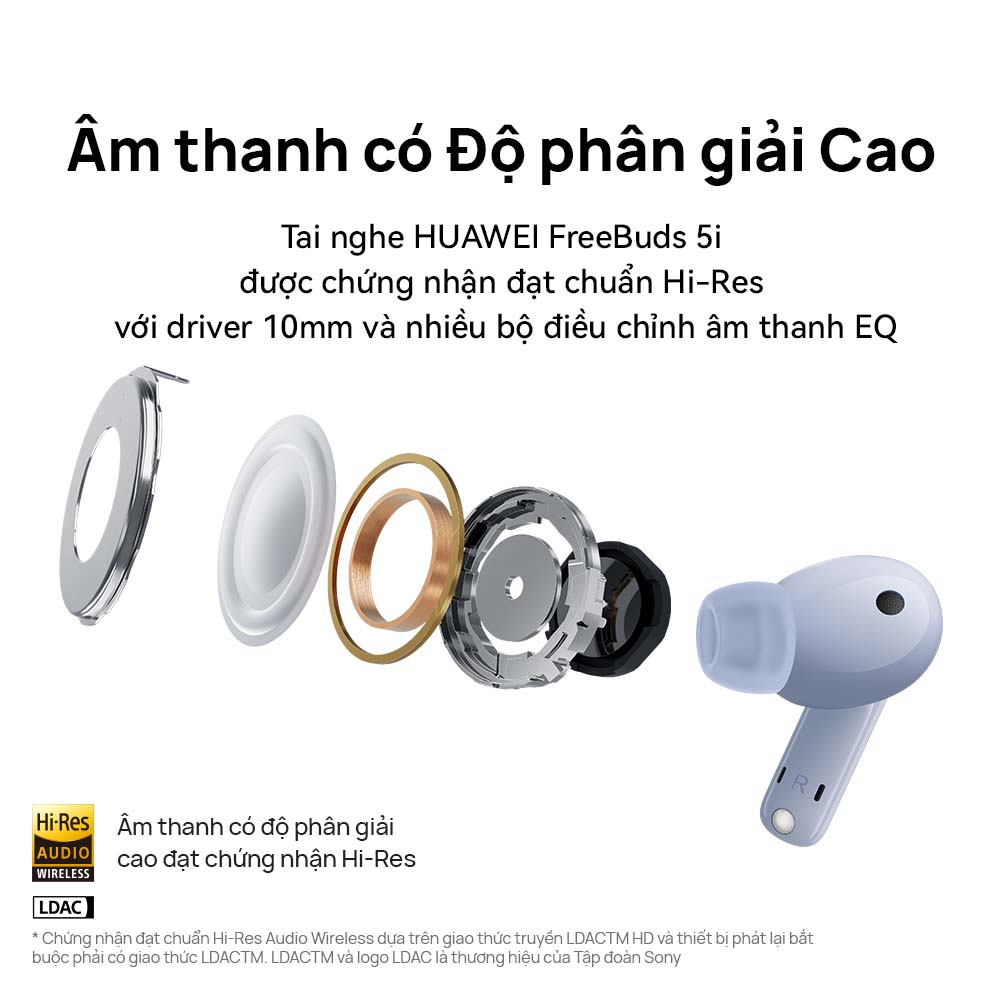 Âm thanh có Độ phân giải Cao
Tai nghe HUAWEI FreeBuds 5i
được chứng nhận đạt chuẩn Hi-Res
với driver 10mm và nhiều bộ điều chỉnh âm thanh EQ
R
Hi-Res
AUDIO
WIRELESS
Âm thanh có độ phân giải
cao đạt chứng nhận Hi-Res
LDAC
* Chứng nhận đạt chuẩn Hi-Res Audio Wireless dựa trên giao thức truyền LDACTM HD và thiết bị phát lại bắt
buộc phải có giao thức LDACTM. LDACTM và logo LDAC là thương hiệu của Tập đoàn Sony